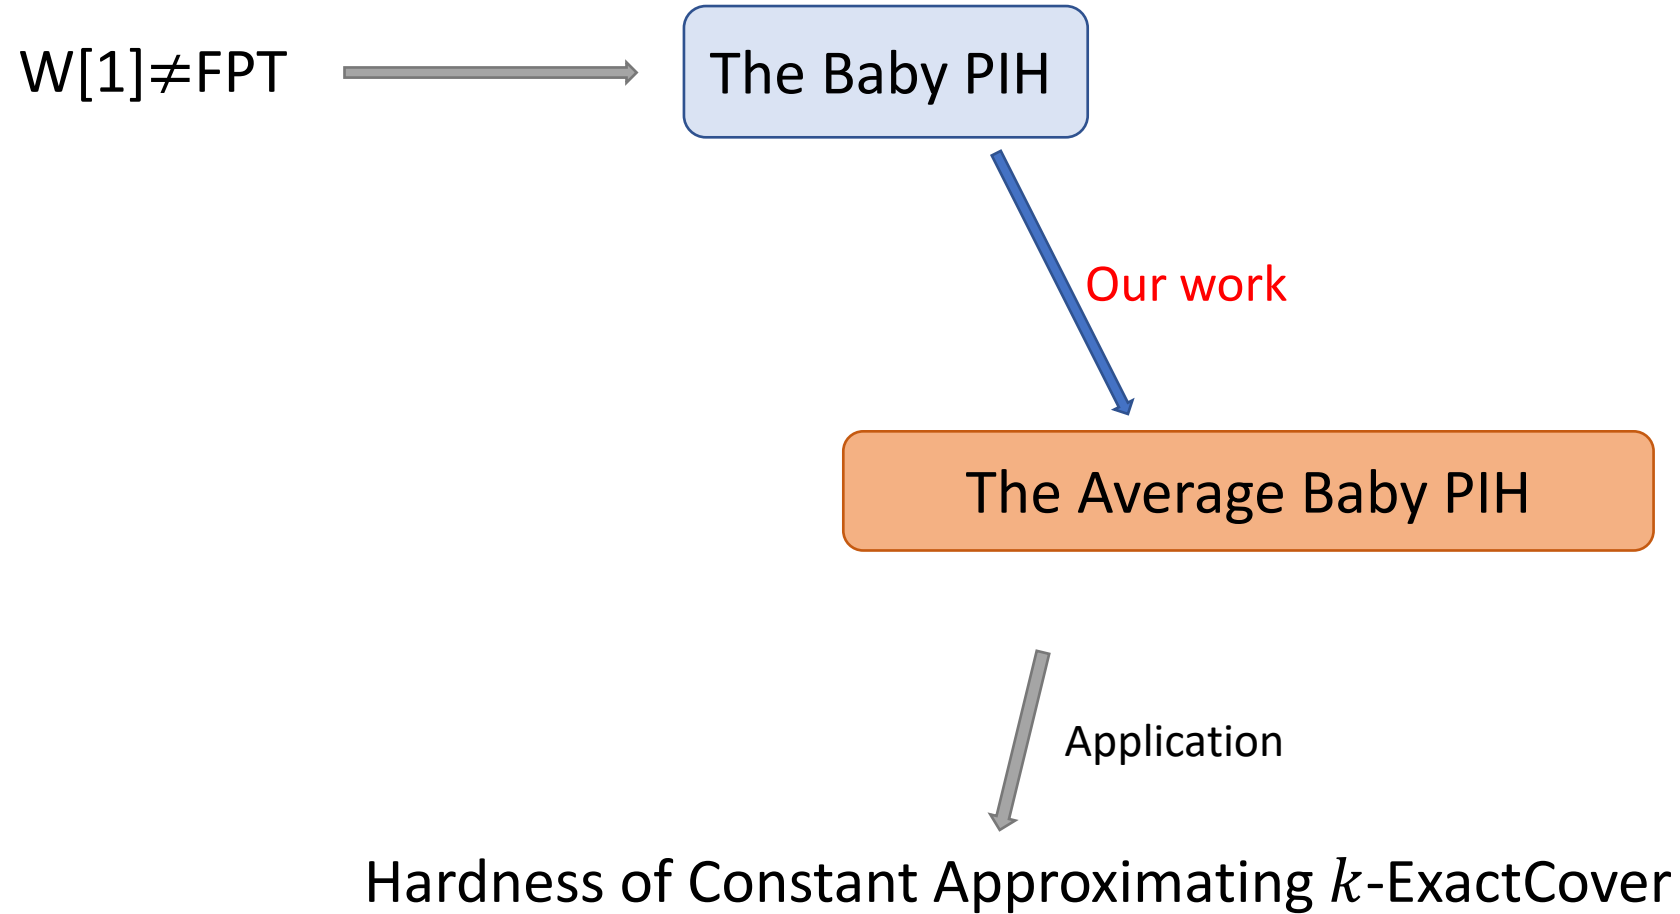 W[1]≠FPT
The Baby PIH
Our work
The Average Baby PIH
Application
Hardness of Constant Approximating k-ExactCover